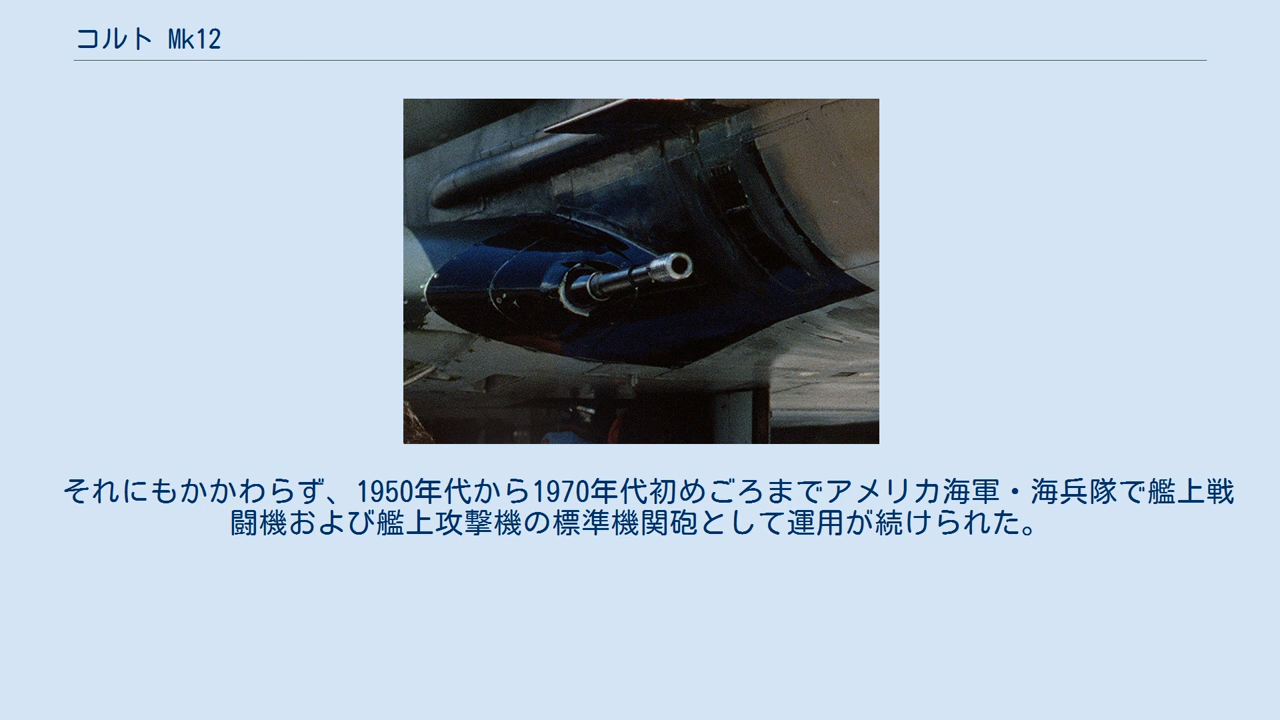 コルト Mk12
それにもかかわらず、1950年代から1970年代初めごろまでアメリカ海軍・海兵隊で艦上戦
闘機および艦上攻撃機の標準機関砲として運用が続けられた。